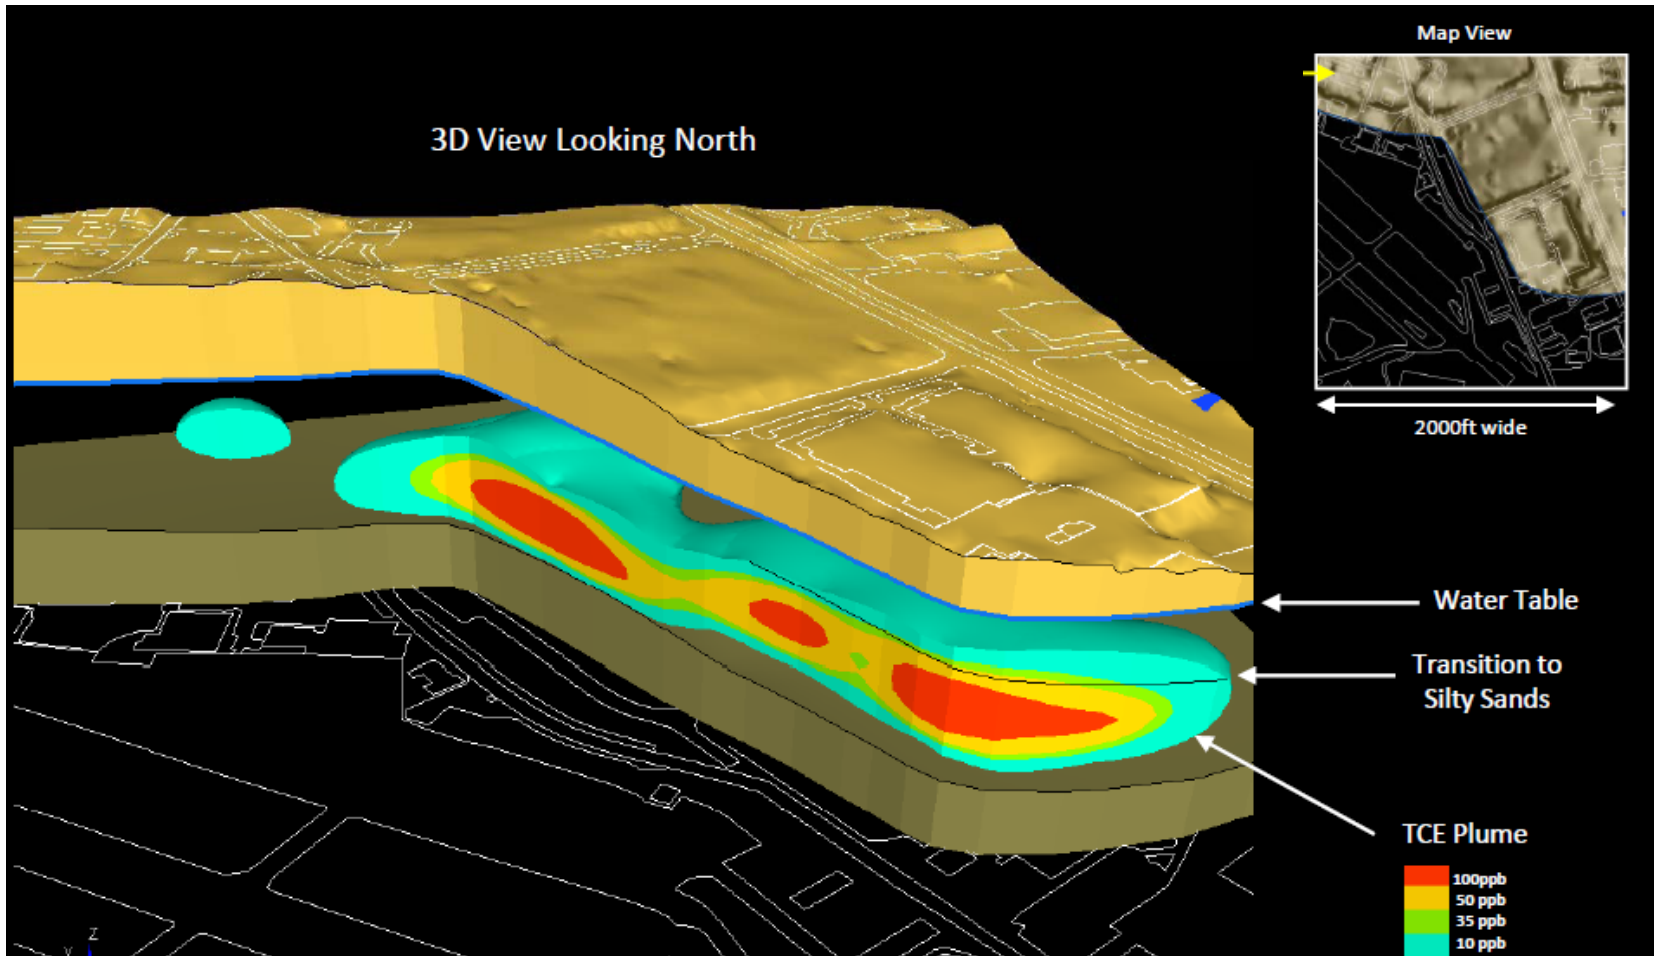 Map View
3D View Looking North
2000ft wide
Water Table
Transition to
Silty Sands
TCE Plume
100ppb
50 ppb
35 ppb
10 ppb
Z